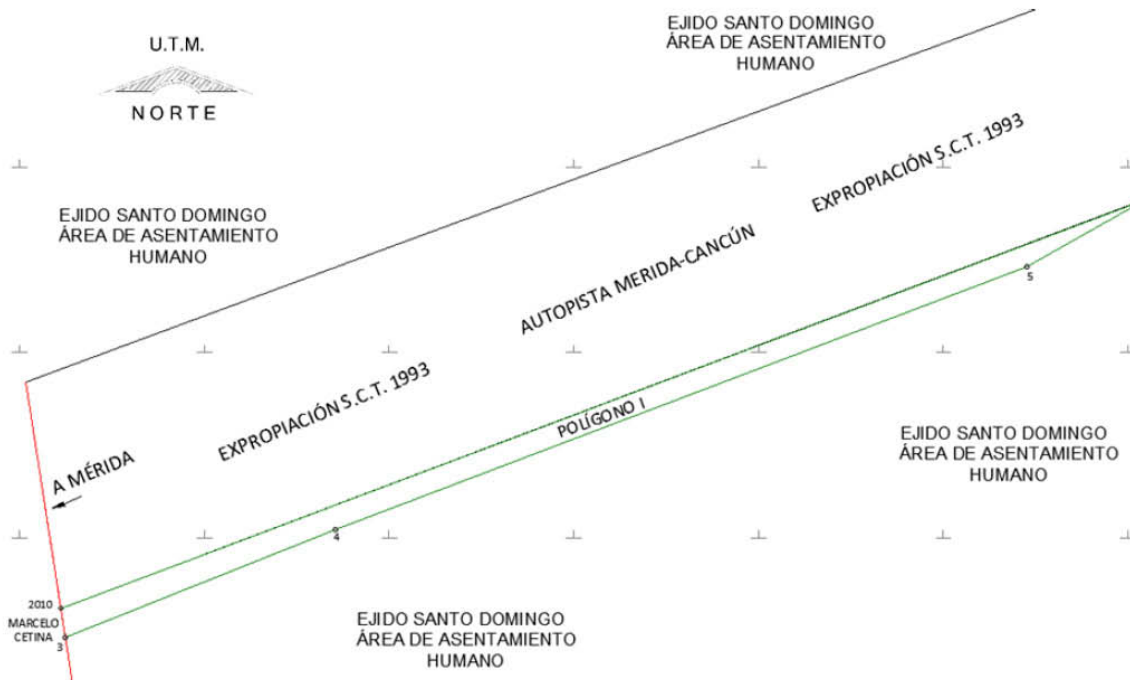 EJIDO SANTO DOMINGO
ÁREA DE ASENTAMIENTO
HUMANO
U.T.M.
NORTE
EXPROPIACIÓN S.C.T. 1993
EJIDO SANTO DOMINGO
ÁREA DE ASENTAMIENTO
HUMANO
AUTOPISTA MERIDA-CANCÚN
5
EXPROPIACIÓN S.C.T. 1993
POLÍGONO I
EJIDO SANTO DOMINGO
ÁREA DE ASENTAMIENTO
HUMANO
A MÉRIDA
4
2010
MARCELO
CETINA
3
EJIDO SANTO DOMINGO
ÁREA DE ASENTAMIENTO
HUMANO